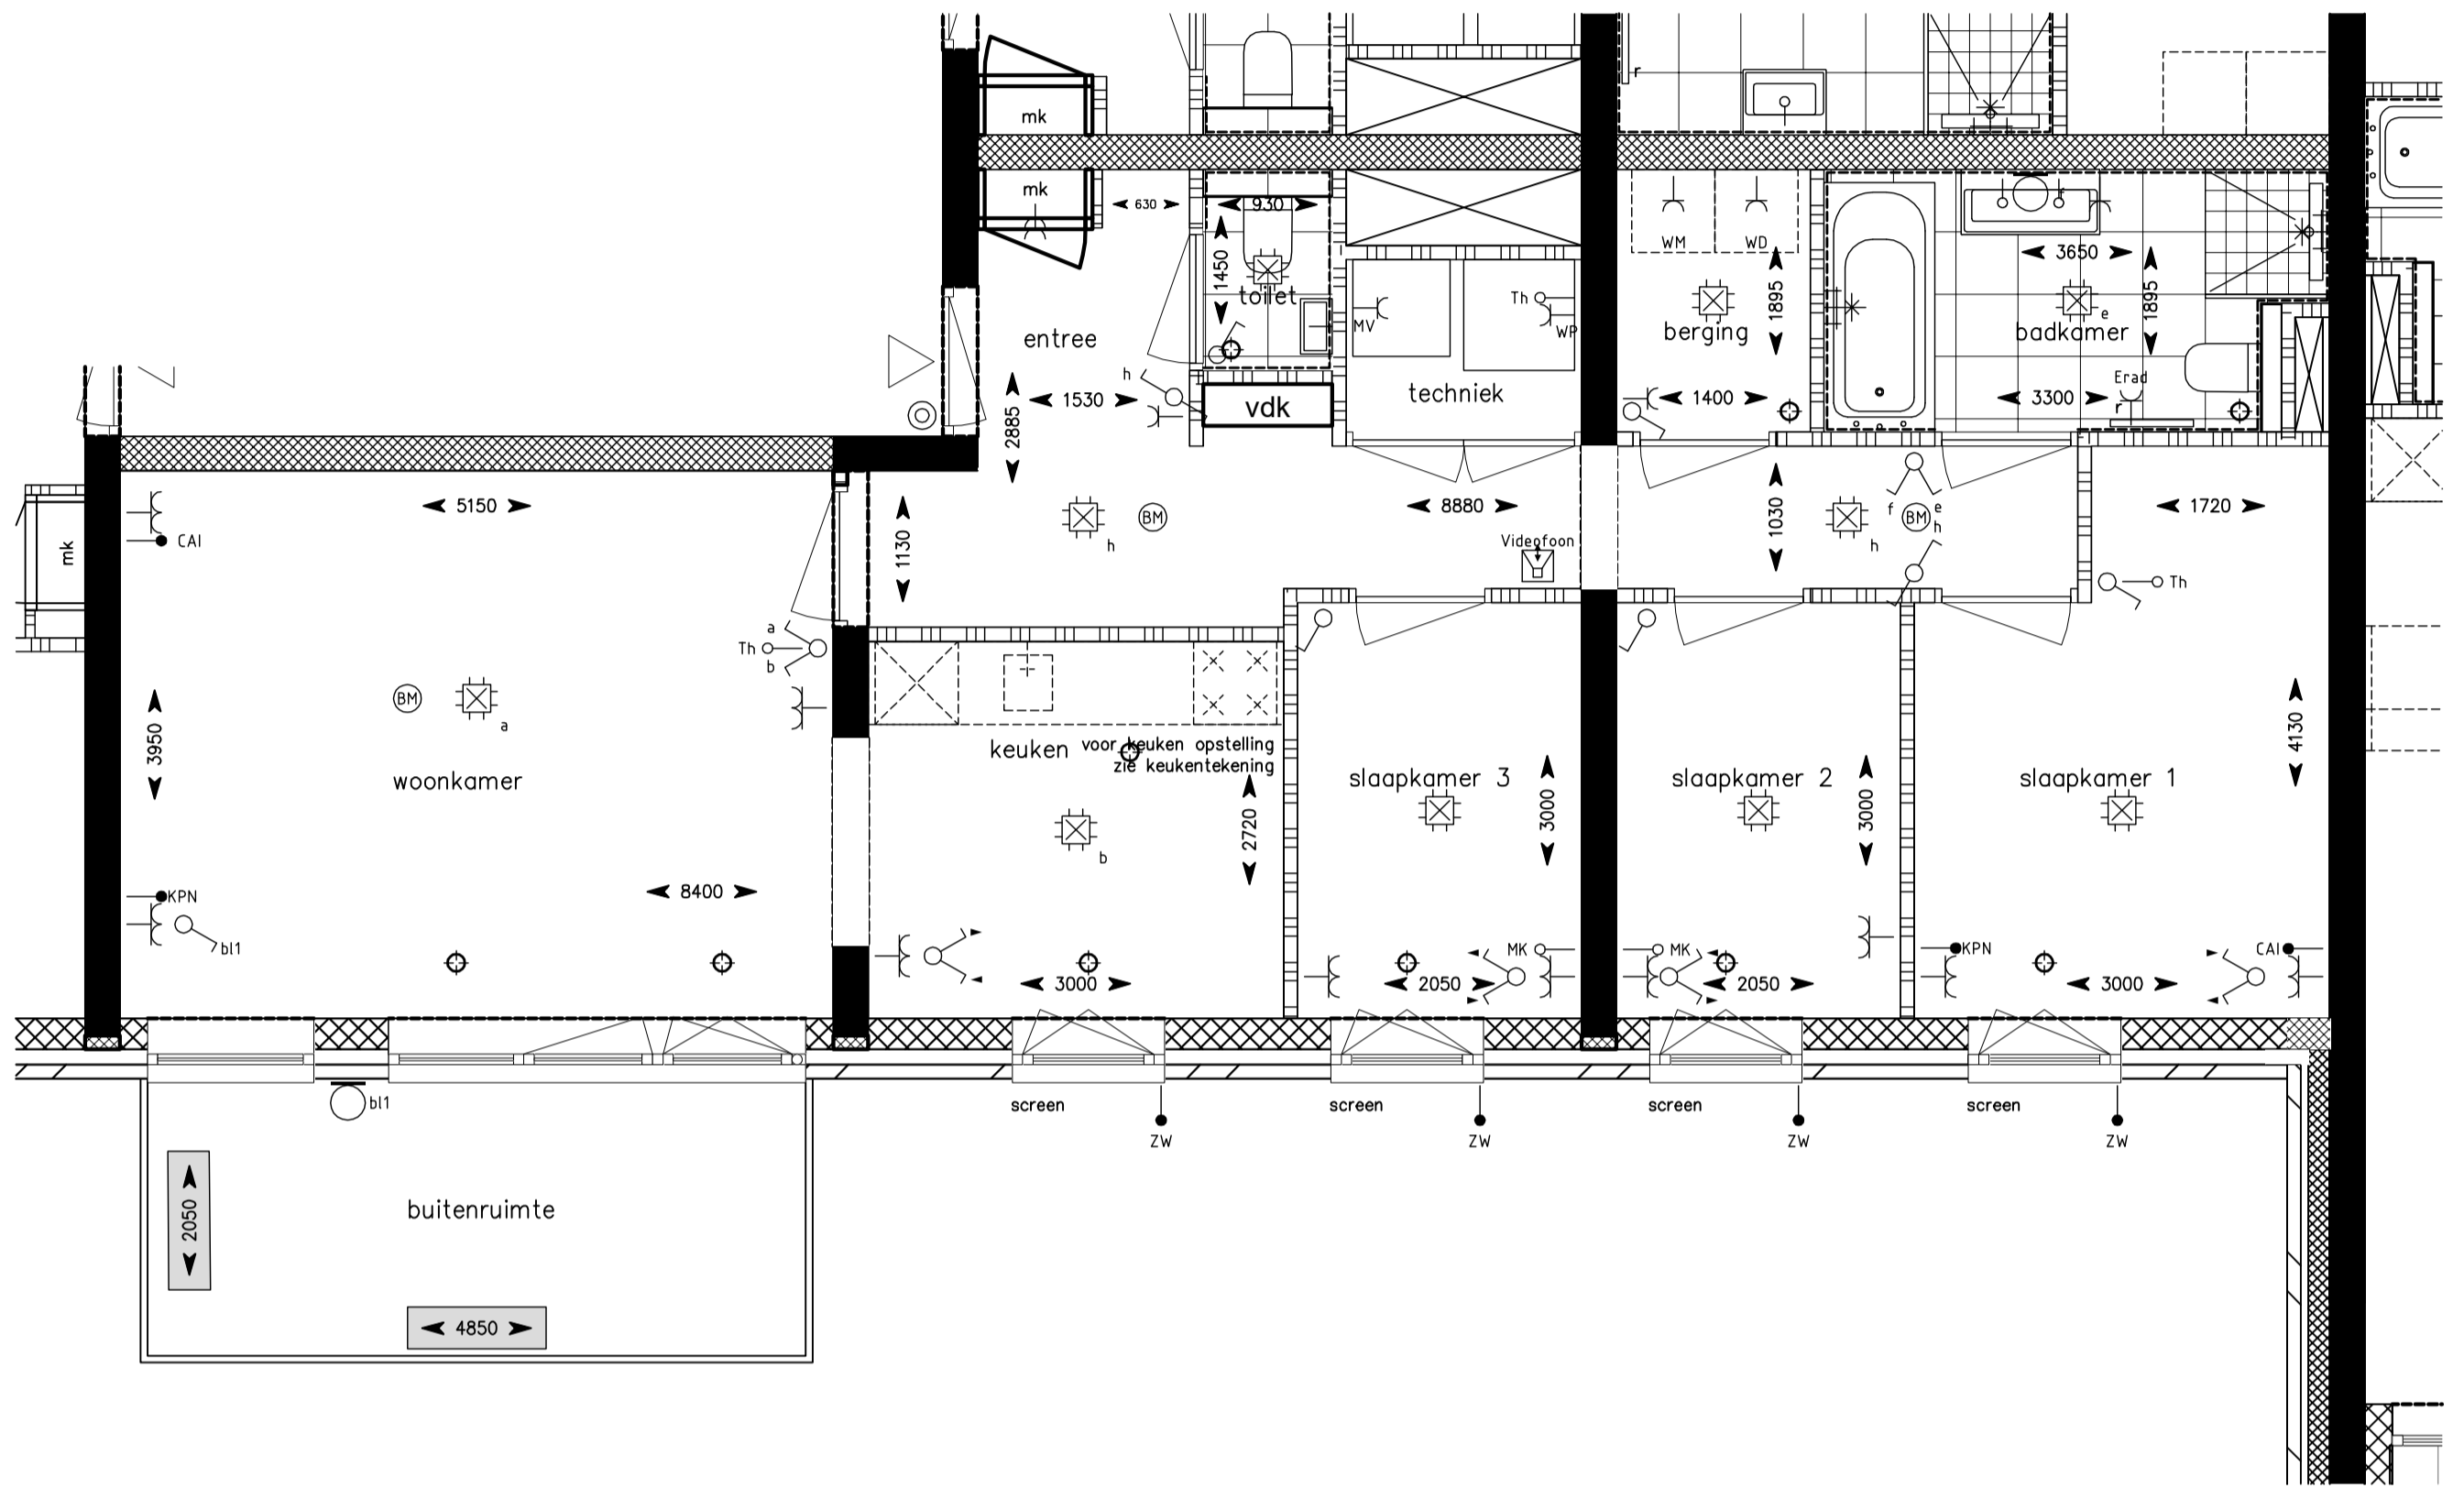 mk
r
mk
630
930
1450
toilet
MV
Th
WP
WM
WD
1895
berging
1400
f
3650
1895
e
badkamer
3300
Erad
r
entree
h
1530
2885
vdk
techniek
5150
CAI
mk
1130
h
BM
8880
Videofoon
1030
h
f
BM
e
h
1720
Th
a
Th
b
BM
a
3950
woonkamer
keuken
voor keuken opstelling
zie keukentekening
b
2720
slaapkamer 3
3000
slaapkamer 2
3000
slaapkamer 1
4130
8400
KPN
bl1
3000
MK
2050
MK
2050
KPN
CAI
3000
bl1
screen
ZW
screen
ZW
screen
ZW
screen
ZW
2050
buitenruimte
4850